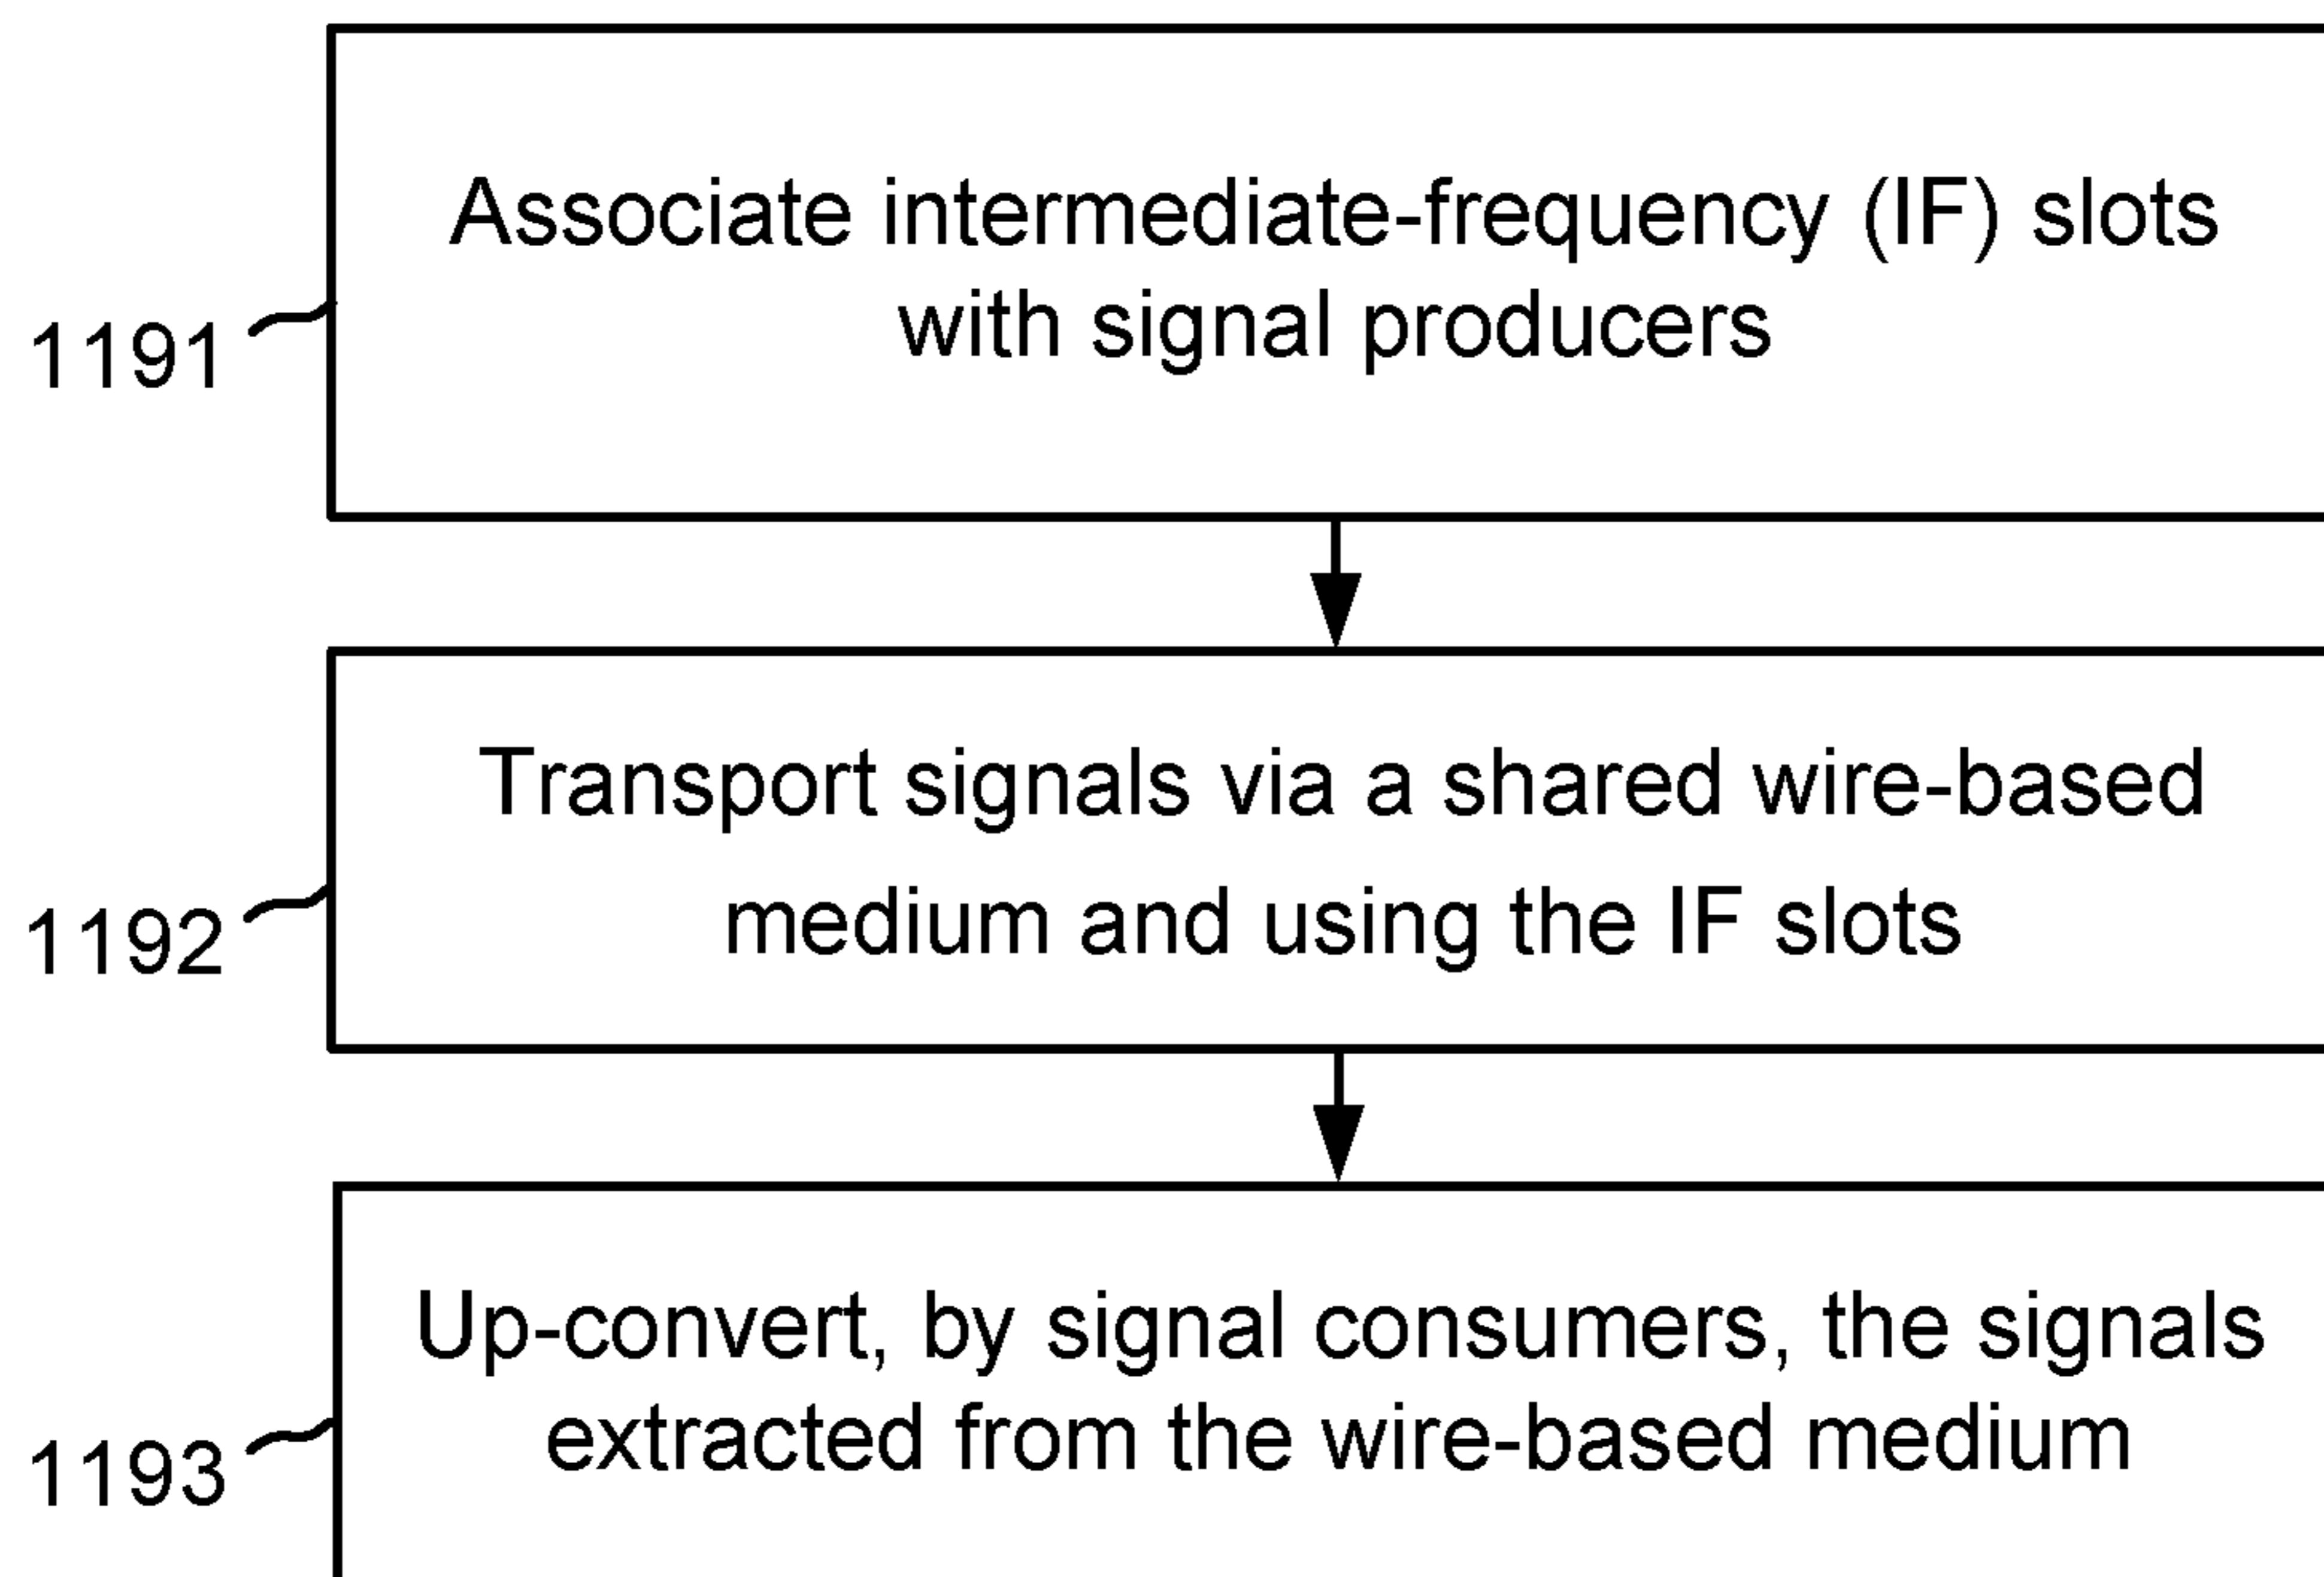 Associate intermediate-frequency (IF) slots
with signal producers
1191
Transport signals via a shared wire-based
medium and using the IF slots
1192
Up-convert, by signal consumers, the signals
extracted from the wire-based medium
1193